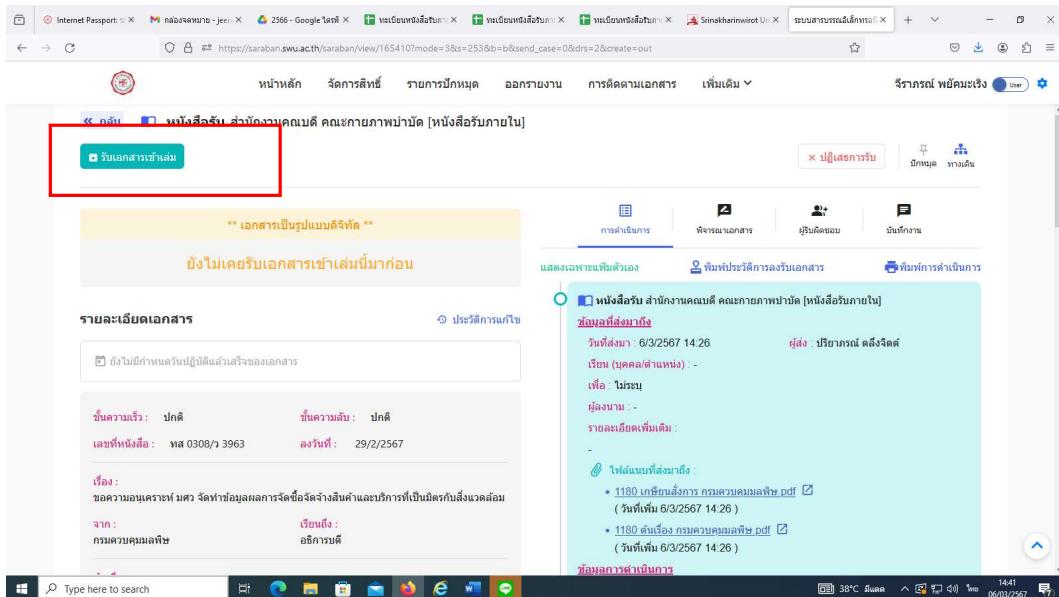 Internet Passport: ร
กล่องจดหมาย - jeer
2566 - Google ไดรฟ์
ทะเบียนหนังสือรับภา
ทะเบียนหนังสือรับภา
ทะเบียนหนังสือรับภา
Srinakharinwirot Un
ระบบสารบรรณอิเล็กทรอนิ
https://saraban.swu.ac.th/saraban/view/165410?mode=3&s=253&b=b&send_case=0&drs=2&create=out
หน้าหลัก จัดการสิทธิ์ รายการปักหมุด ออกรายงาน การติดตามเอกสาร เพิ่มเติม
จีราภรณ์ พยัคมะเริง User
กลับ หนังสือรับ สำนักงานคณบดี คณะกายภาพบำบัด [หนังสือรับภายใน]
รับเอกสารเข้าเล่ม
× ปฏิเสธการรับ
ปักหมุด ทางเดิน
** เอกสารเป็นรูปแบบดิจิทัล **
ยังไม่เคยรับเอกสารเข้าเล่มนี้มาก่อน
รายละเอียดเอกสาร ประวัติการแก้ไข
ยังไม่มีกำหนดวันปฏิบัติแล้วเสร็จของเอกสาร
ชั้นความเร็ว : ปกติ ชั้นความลับ : ปกติ
เลขที่หนังสือ : ทส 0308/ว 3963 ลงวันที่ : 29/2/2567
เรื่อง :
ขอความอนุเคราะห์ มศว จัดทำข้อมูลผลการจัดซื้อจัดจ้างสินค้าและบริการที่เป็นมิตรกับสิ่งแวดล้อม
จาก : เรียนถึง :
กรมควบคุมมลพิษ อธิการบดี
การดำเนินการ พิจารณาเอกสาร ผู้รับผิดชอบ บันทึกงาน
แสดงเฉพาะแฟ้มตัวเอง พิมพ์ประวัติการลงรับเอกสาร พิมพ์การดำเนินการ
หนังสือรับ สำนักงานคณบดี คณะกายภาพบำบัด [หนังสือรับภายใน]
ข้อมูลที่ส่งมาถึง
วันที่ส่งมา : 6/3/2567 14:26 ผู้ส่ง : ปริยาภรณ์ ตลึงจิตต์
เรียน (บุคคล/ตำแหน่ง) : -
เพื่อ : ไม่ระบุ
ผู้ลงนาม : -
รายละเอียดเพิ่มเติม :
-
ไฟล์แนบที่ส่งมาถึง :
• 1180 เกษียนสั่งการ กรมควบคุมมลพิษ.pdf
( วันที่เพิ่ม 6/3/2567 14:26 )
• 1180 ต้นเรื่อง กรมควบคุมมลพิษ.pdf
( วันที่เพิ่ม 6/3/2567 14:26 )
ข้อมูลการดำเนินการ
Type here to search
38°C มีแดด
ไทย
14:41
06/03/2567